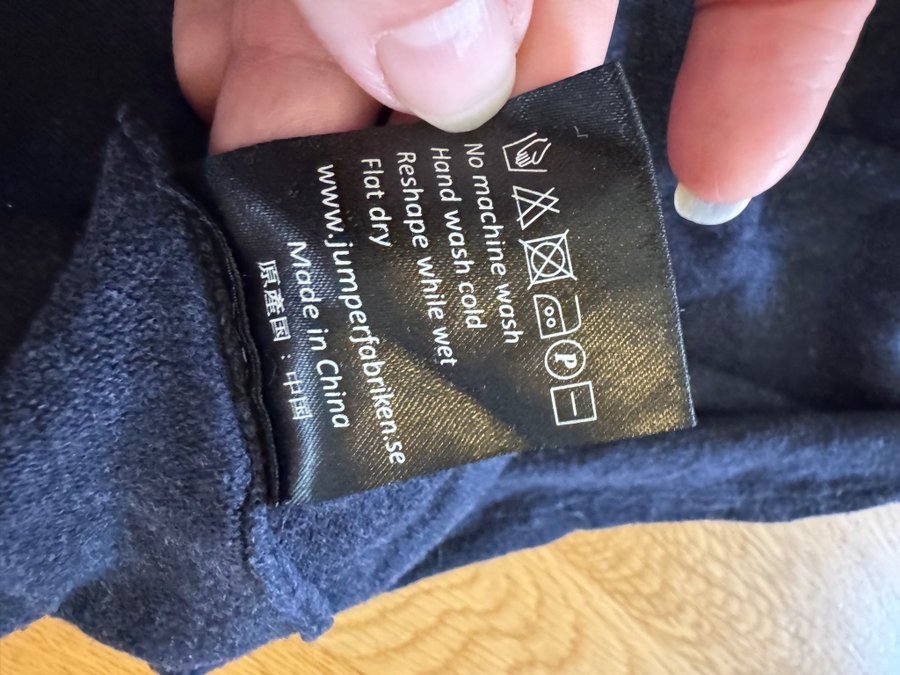 P
No machine wash
Hand wash cold
Reshape while wet
Flat dry
www.jumperfabriken.se
Made in China
原產国：中国